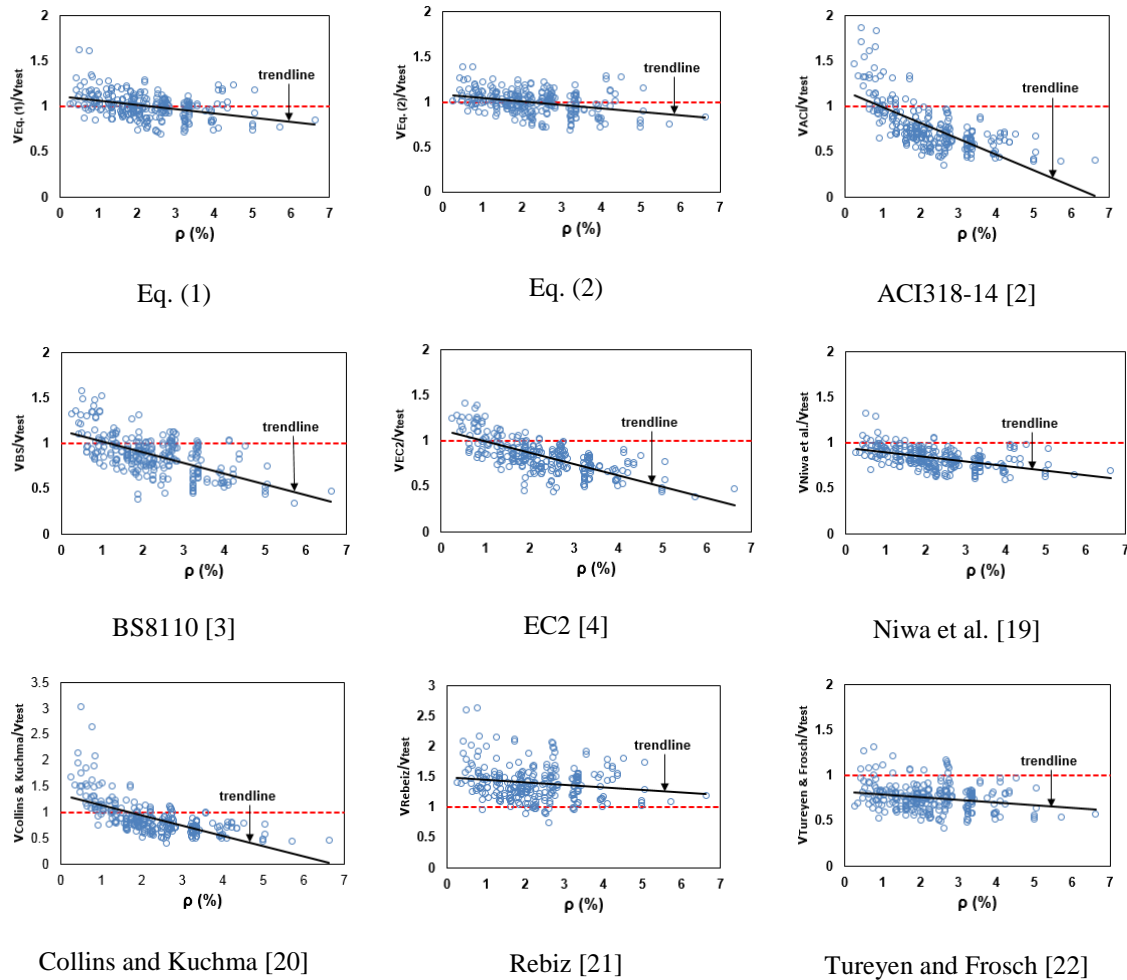 2
2
2
1.5
1.5
1.5
trendline
trendline
trendline
1
1
1
0.5
0.5
0.5
0
0
0
VEq. (1)/Vtest
VEq. (2)/Vtest
VACI/Vtest
0 1 2 3 4 5 6 7
0 1 2 3 4 5 6 7
0 1 2 3 4 5 6 7
ρ (%)
ρ (%)
ρ (%)
Eq. (1)
Eq. (2)
ACI318-14 [2]
2
2
2
1.5
1.5
1.5
trendline
trendline
trendline
1
1
1
0.5
0.5
0.5
0
0
0
VBS/Vtest
VEC2/Vtest
VNiwa et al./Vtest
0 1 2 3 4 5 6 7
0 1 2 3 4 5 6 7
0 1 2 3 4 5 6 7
ρ (%)
ρ (%)
ρ (%)
BS8110 [3]
EC2 [4]
Niwa et al. [19]
3.5
3
2.5
2
1.5
1
0.5
0
trendline
VCollins & Kuchma/Vtest
0 1 2 3 4 5 6 7
ρ (%)
3
2.5
2
1.5
1
0.5
0
trendline
VRebeiz/Vtest
0 1 2 3 4 5 6 7
ρ (%)
2
1.5
1
0.5
0
trendline
VTureyen & Frosch/Vtest
0 1 2 3 4 5 6 7
ρ (%)
Collins and Kuchma [20]
Rebiz [21]
Tureyen and Frosch [22]